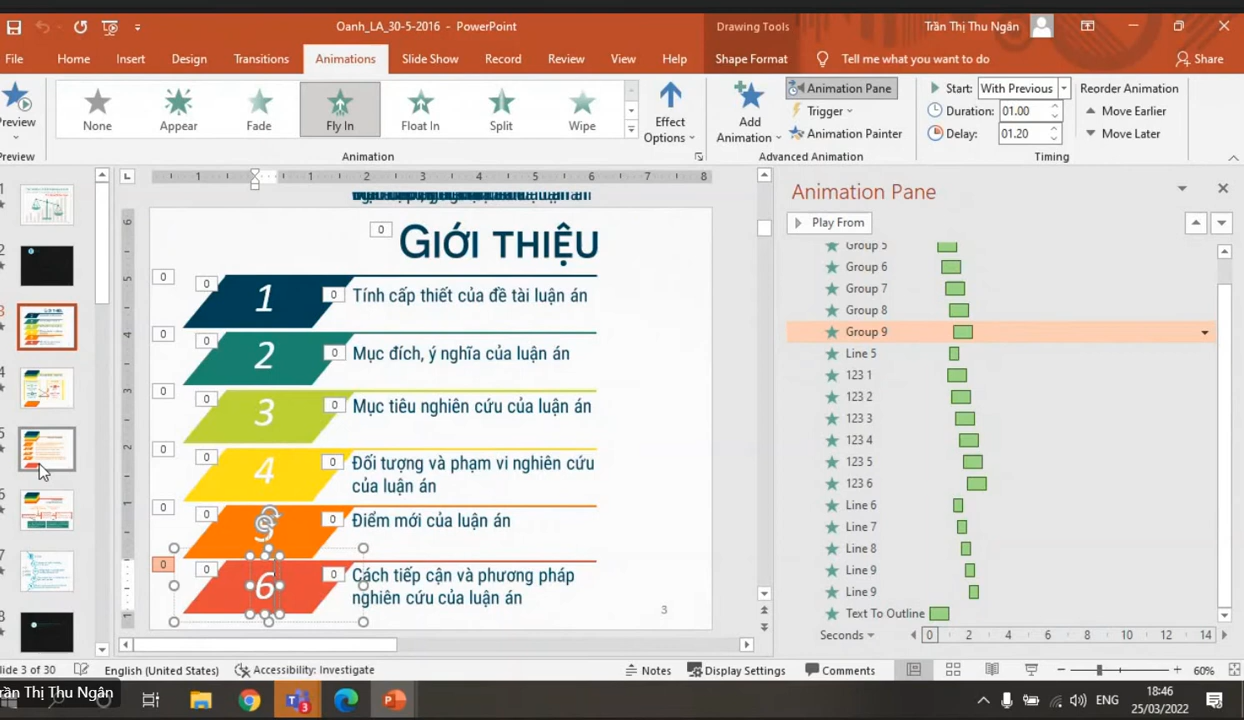 Oanh_LA_30-5-2016 - PowerPoint
Drawing Tools
Trần Thị Thu Ngân
File Home Insert Design Transitions Animations Slide Show Record Review View Help Shape Format Tell me what you want to do Share
Preview
None
Appear
Fade
Fly In
Float In
Split
Wipe
Effect Options
Add Animation
Animation Pane
Trigger
Animation Painter
Start: With Previous
Duration: 01.00
Delay: 01.20
Reorder Animation
Move Earlier
Move Later
Preview
Animation
Advanced Animation
Timing
1
2
3
4
5
6
7
8
GIỚI THIỆU
1 Tính cấp thiết của đề tài luận án
2 Mục đích, ý nghĩa của luận án
3 Mục tiêu nghiên cứu của luận án
4 Đối tượng và phạm vi nghiên cứu
của luận án
5 Điểm mới của luận án
6 Cách tiếp cận và phương pháp
nghiên cứu của luận án
3
Animation Pane
Play From
Group 5
Group 6
Group 7
Group 8
Group 9
Line 5
123 1
123 2
123 3
123 4
123 5
123 6
Line 6
Line 7
Line 8
Line 9
Line 9
Text To Outline
Seconds 0 2 4 6 8 10 12 14
lide 3 of 30 English (United States) Accessibility: Investigate Notes Display Settings Comments 60%
Trần Thị Thu Ngân
ENG
18:46
25/03/2022